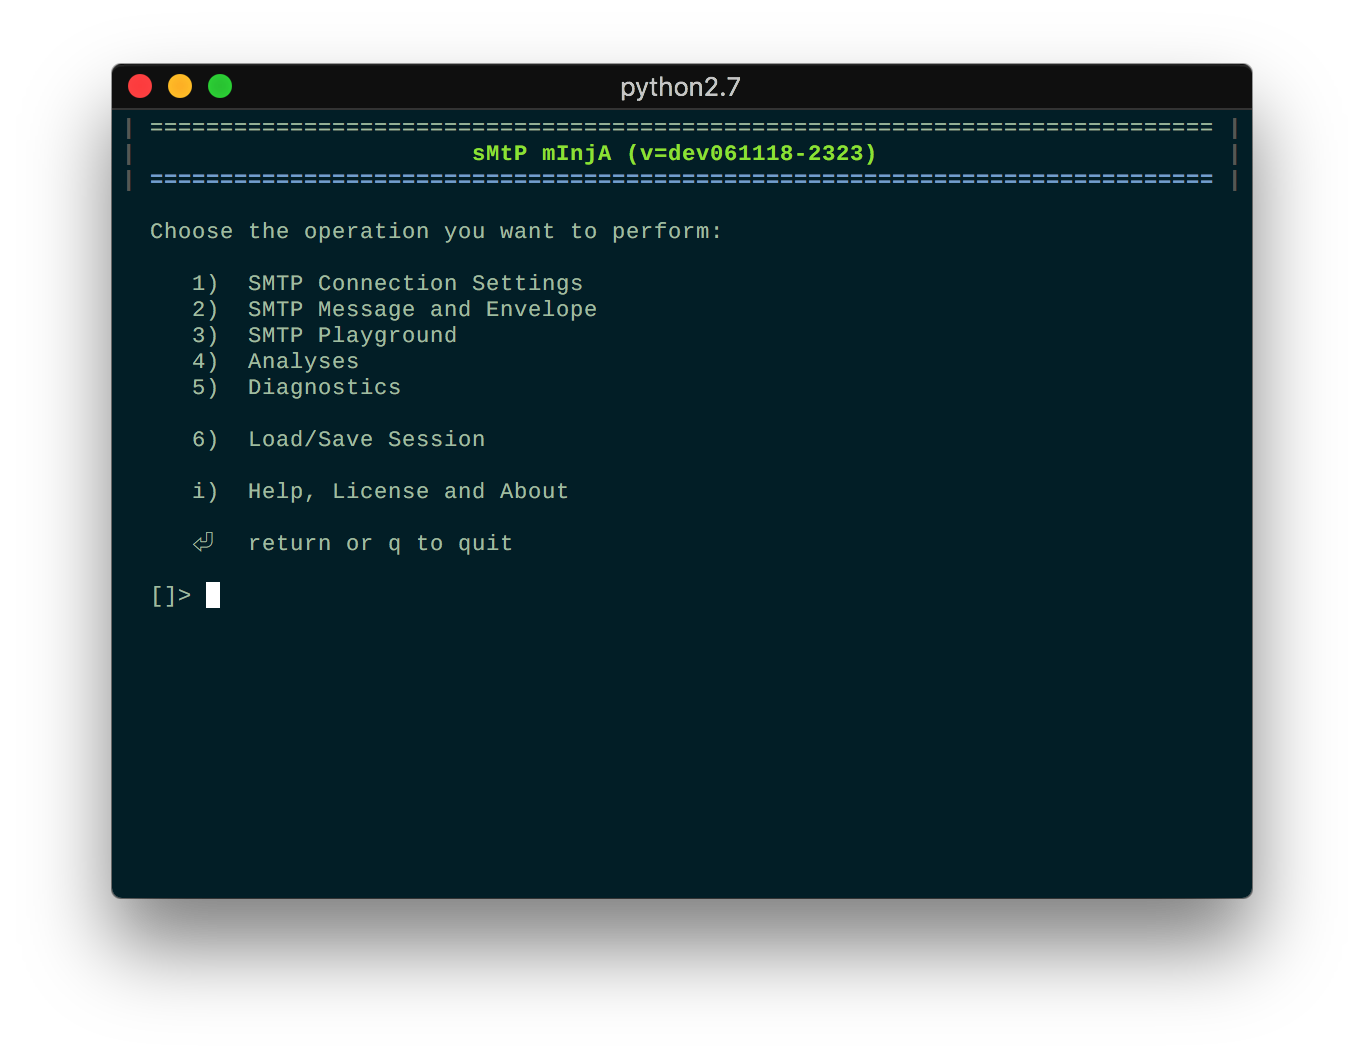 python2.7
| ============================================================================ |
| sMtP mInjA (v=dev061118-2323) |
| ============================================================================ |
Choose the operation you want to perform:
1) SMTP Connection Settings
2) SMTP Message and Envelope
3) SMTP Playground
4) Analyses
5) Diagnostics
6) Load/Save Session
i) Help, License and About
⏎ return or q to quit
[]>